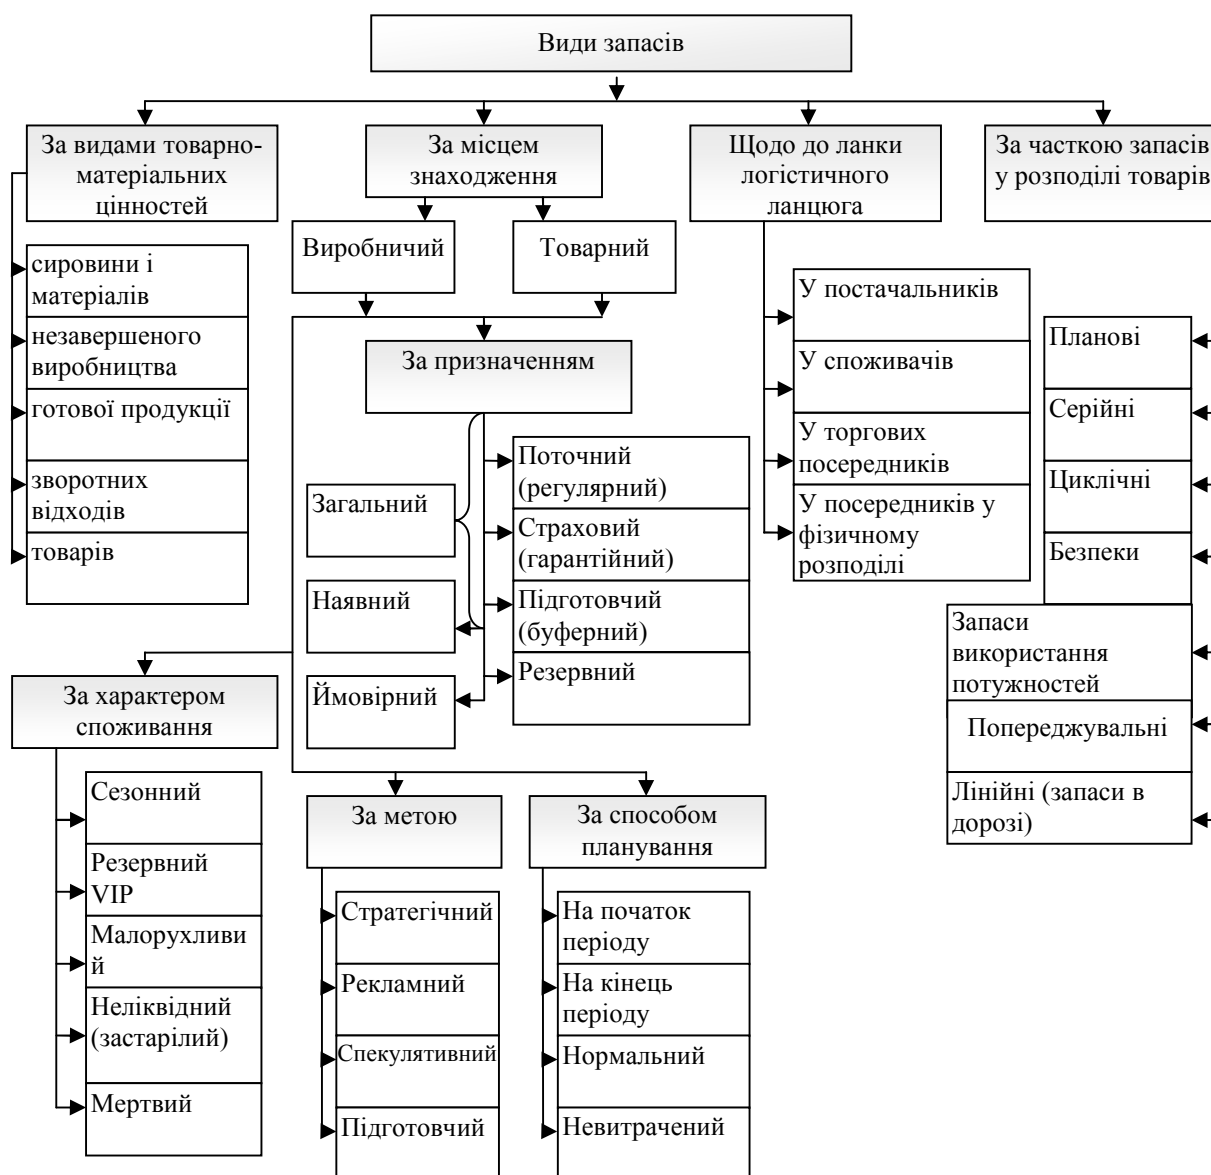 Види запасів
За видами товарно-
матеріальних
цінностей
За місцем
знаходження
Щодо до ланки
логістичного
ланцюга
За часткою запасів
у розподілі товарів
Виробничий
Товарний
сировини і
матеріалів
незавершеного
виробництва
готової продукції
зворотних
відходів
товарів
За призначенням
Загальний
Наявний
Ймовірний
Поточний
(регулярний)
Страховий
(гарантійний)
Підготовчий
(буферний)
Резервний
У постачальників
У споживачів
У торгових
посередників
У посередників у
фізичному
розподілі
Планові
Серійні
Циклічні
Безпеки
Запаси
використання
потужностей
Попереджувальні
Лінійні (запаси в
дорозі)
За характером
споживання
Сезонний
Резервний
VIP
Малорухливи
й
Неліквідний
(застарілий)
Мертвий
За метою
Стратегічний
Рекламний
Спекулятивний
Підготовчий
За способом
планування
На початок
періоду
На кінець
періоду
Нормальний
Невитрачений